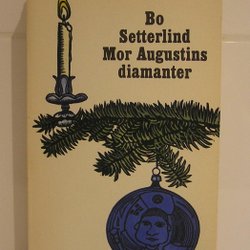 Bo
Setterlind
Mor Augustins
diamanter